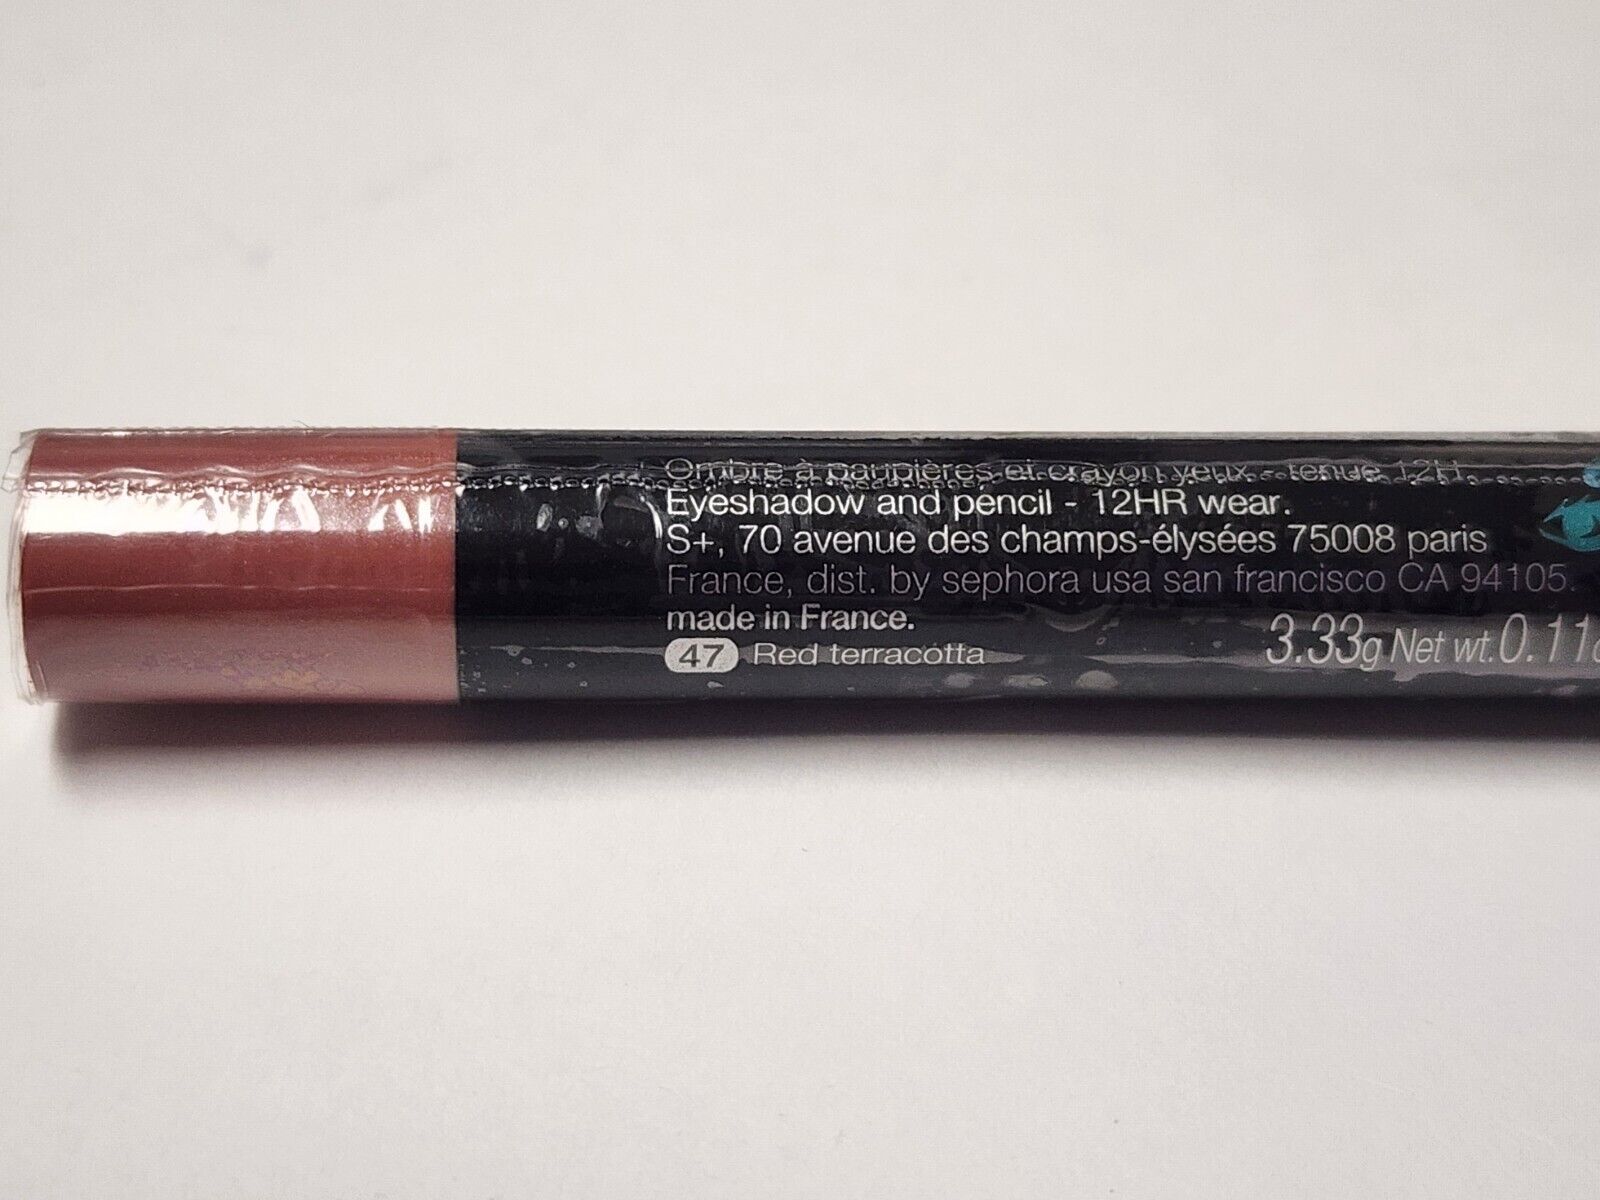 Ombre à paupières et crayon yeux - tenue 12H.
Eyeshadow and pencil - 12HR wear.
S+, 70 avenue des champs-élysées 75008 paris
France, dist. by sephora usa san francisco CA 94105.
made in France.
47 Red terracotta
3.33g Net wt. 0.11